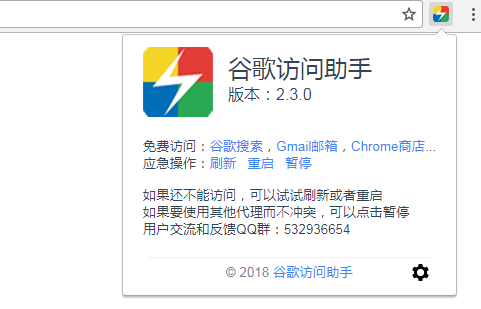 谷歌访问助手
版本：2.3.0
免费访问：谷歌搜索，Gmail邮箱，Chrome商店...
应急操作：刷新 重启 暂停
如果还不能访问，可以试试刷新或者重启
如果要使用其他代理而不冲突，可以点击暂停
用户交流和反馈QQ群：532936654
© 2018 谷歌访问助手